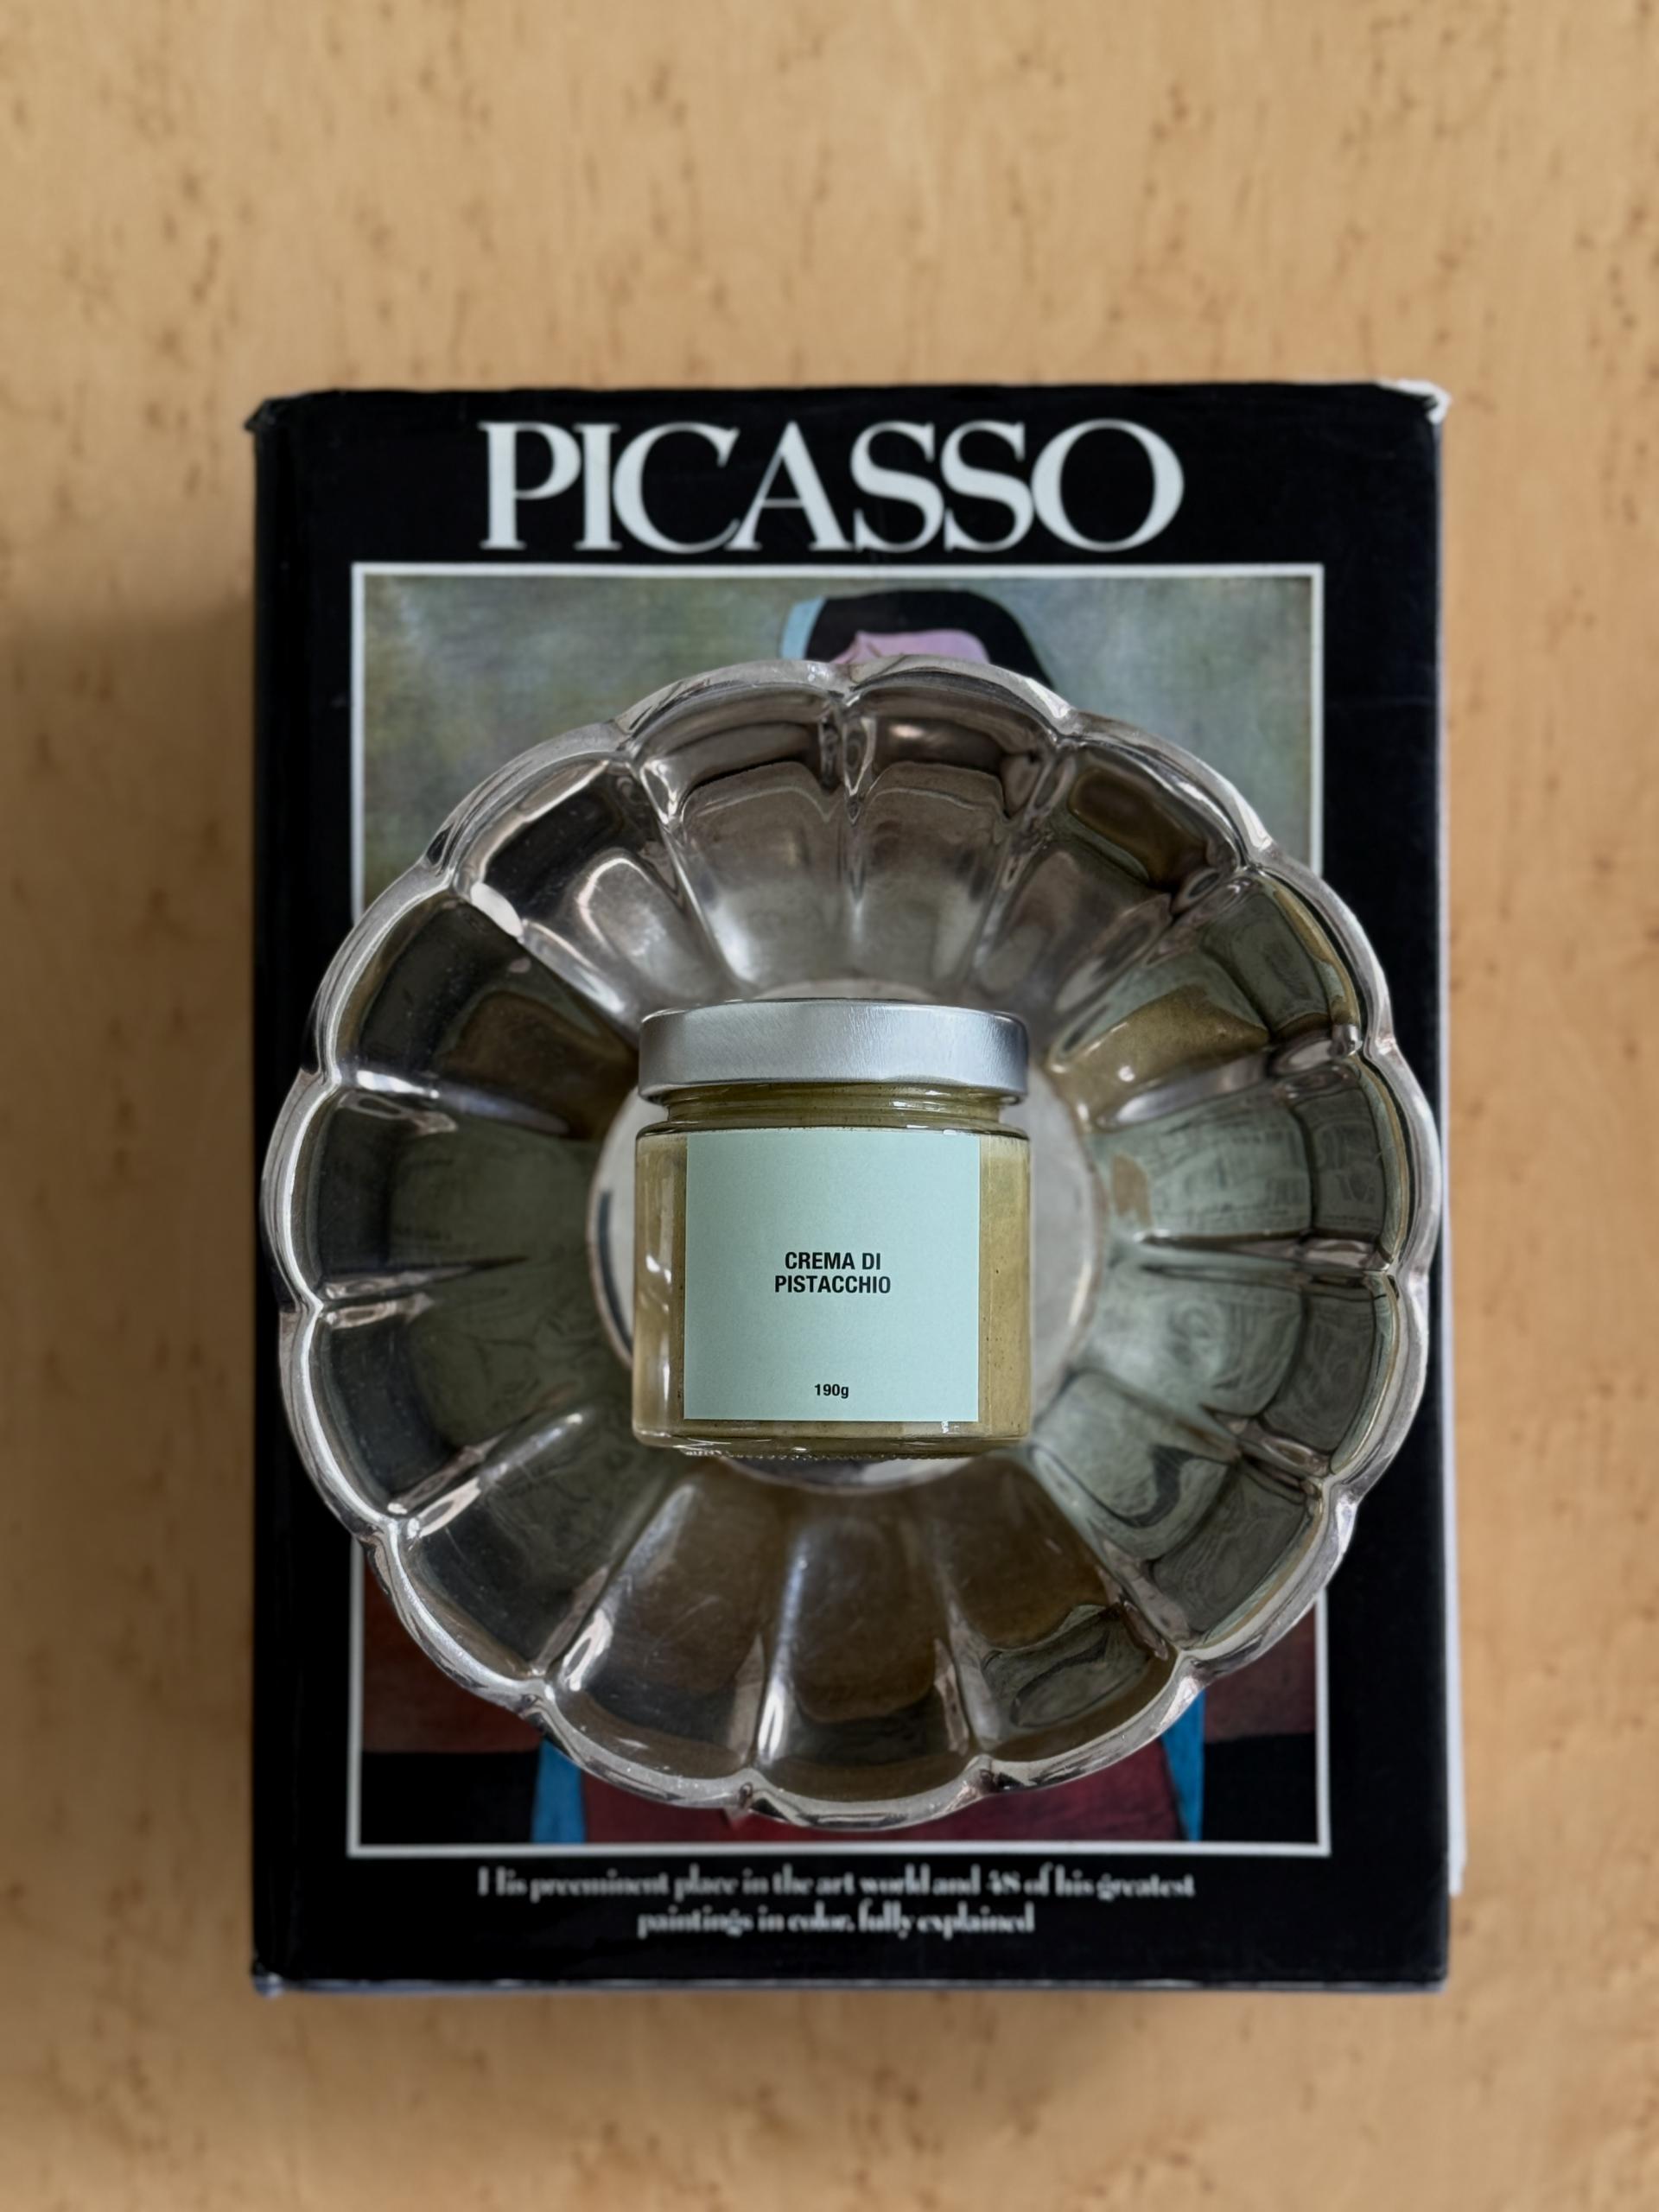 PICASSO
CREMA DI
PISTACCHIO
190g
His preeminent place in the art world and 48 of his greatest
paintings in color, fully explained